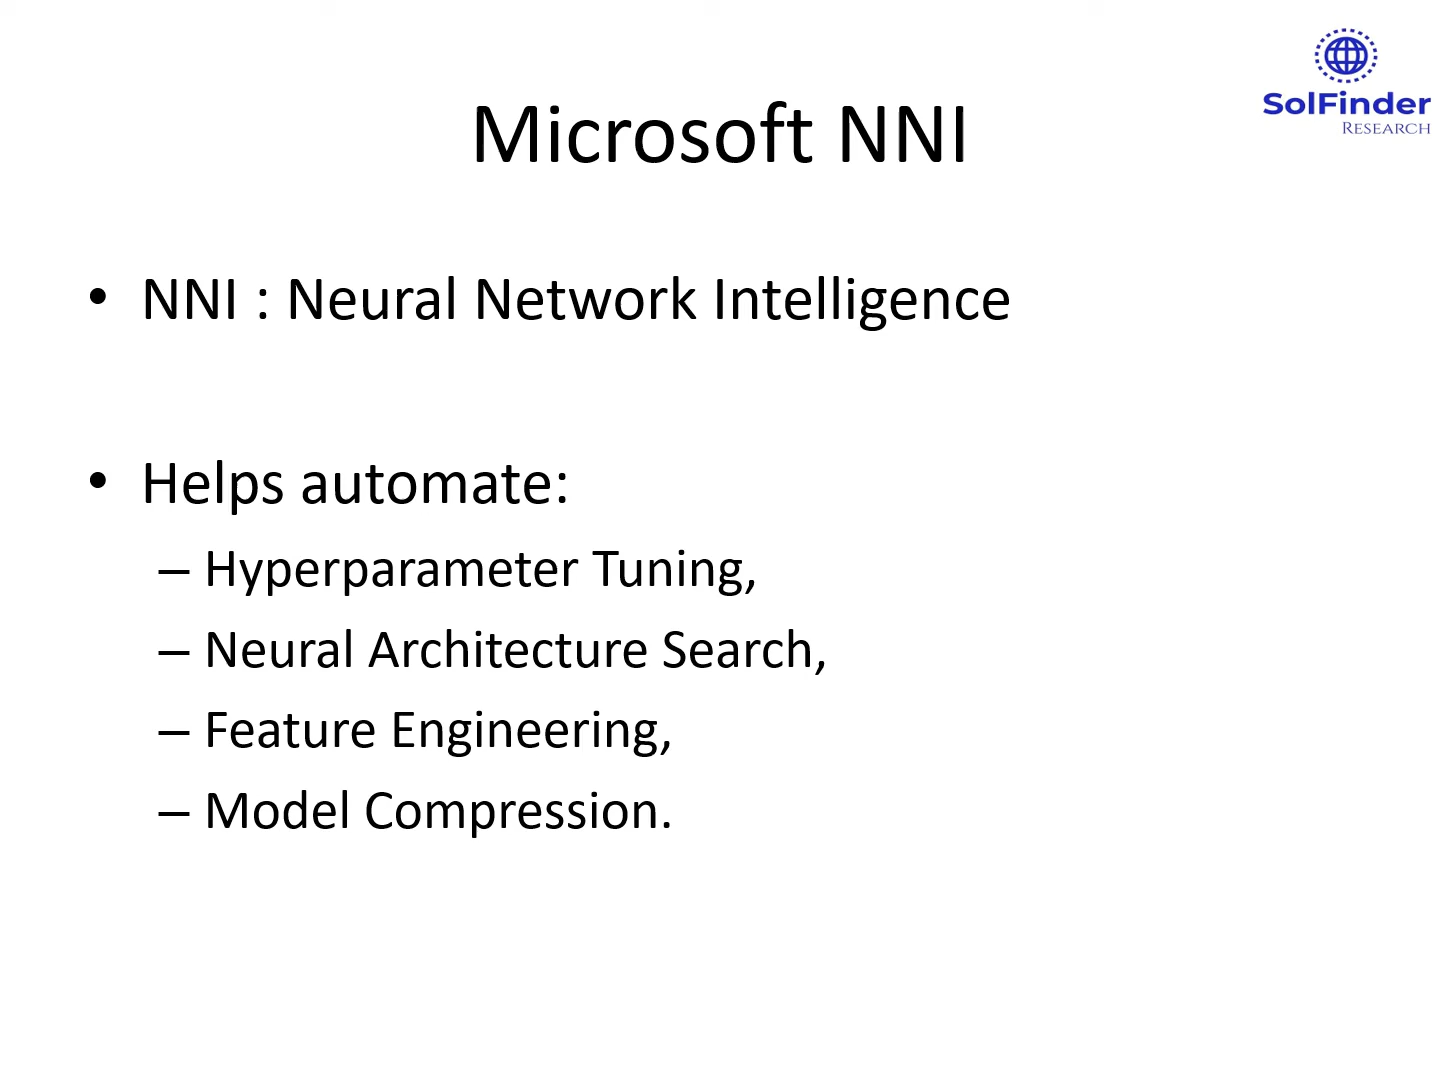 SolFinder
RESEARCH
Microsoft NNI
• NNI : Neural Network Intelligence
• Helps automate:
– Hyperparameter Tuning,
– Neural Architecture Search,
– Feature Engineering,
– Model Compression.